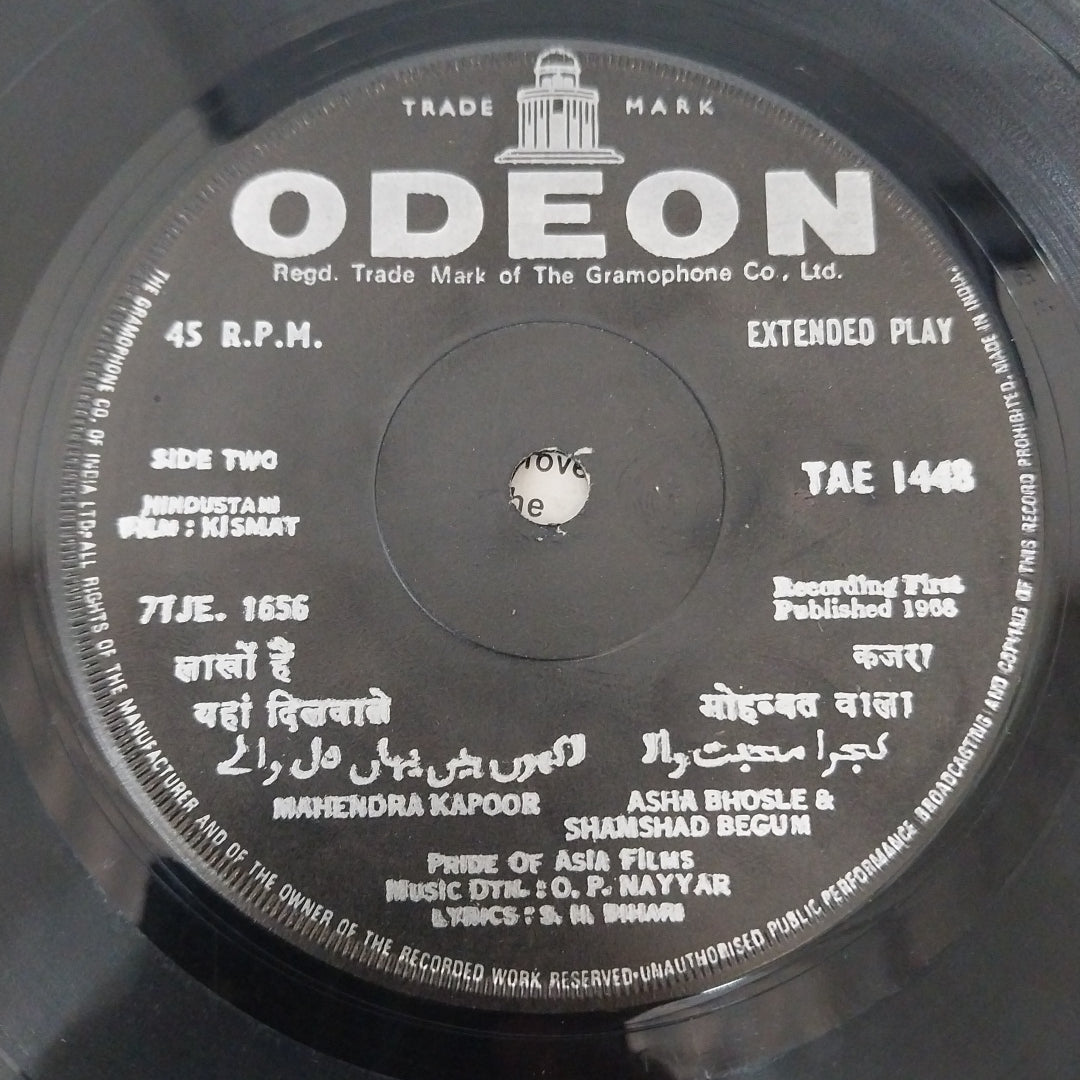 TRADE MARK
ODEON
Regd. Trade Mark of The Gramophone Co., Ltd.
45 R.P.M.
EXTENDED PLAY
SIDE TWO
TAE 1448
HINDUSTANI
FILM : KISMAT
7TJE. 1656
Recording First
Published 1968
लाखों हैं
यहां दिलवाले
कजरा
मोहब्बत वाला
لاکھوں ہیں یہاں دل والے
کجرا محبت والا
MAHENDRA KAPOOR
ASHA BHOSLE &
SHAMSHAD BEGUM
PRIDE OF ASIA FILMS
MUSIC DTN. : O. P. NAYYAR
LYRICS : S. H. BIHARI
THE GRAMOPHONE CO. OF INDIA LTD. ALL RIGHTS OF THE MANUFACTURER AND OF THE OWNER OF THE RECORDED WORK RESERVED·UNAUTHORISED PUBLIC PERFORMANCE BROADCASTING AND COPYING OF THIS RECORD PROHIBITED. MADE IN INDIA.
he